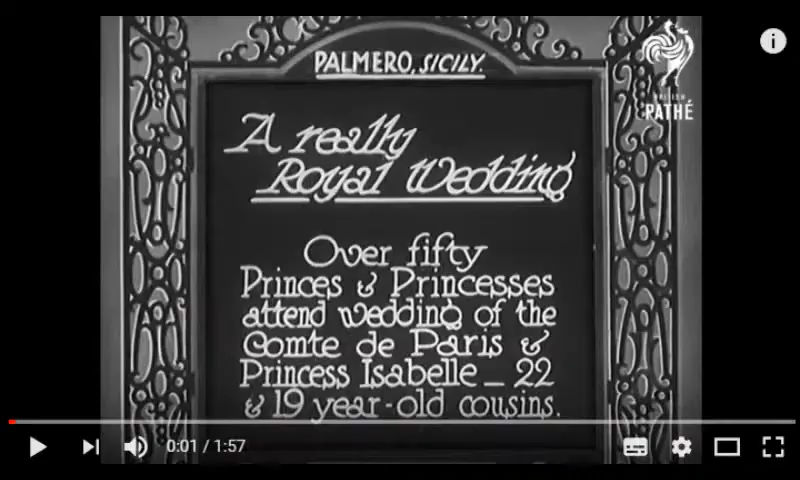 PALMERO, SICILY.
BRITISH
PATHÉ
A really
Royal Wedding
Over fifty
Princes & Princesses
attend wedding of the
Comte de Paris &
Princess Isabelle _ 22
& 19 year-old cousins.
0:01 / 1:57